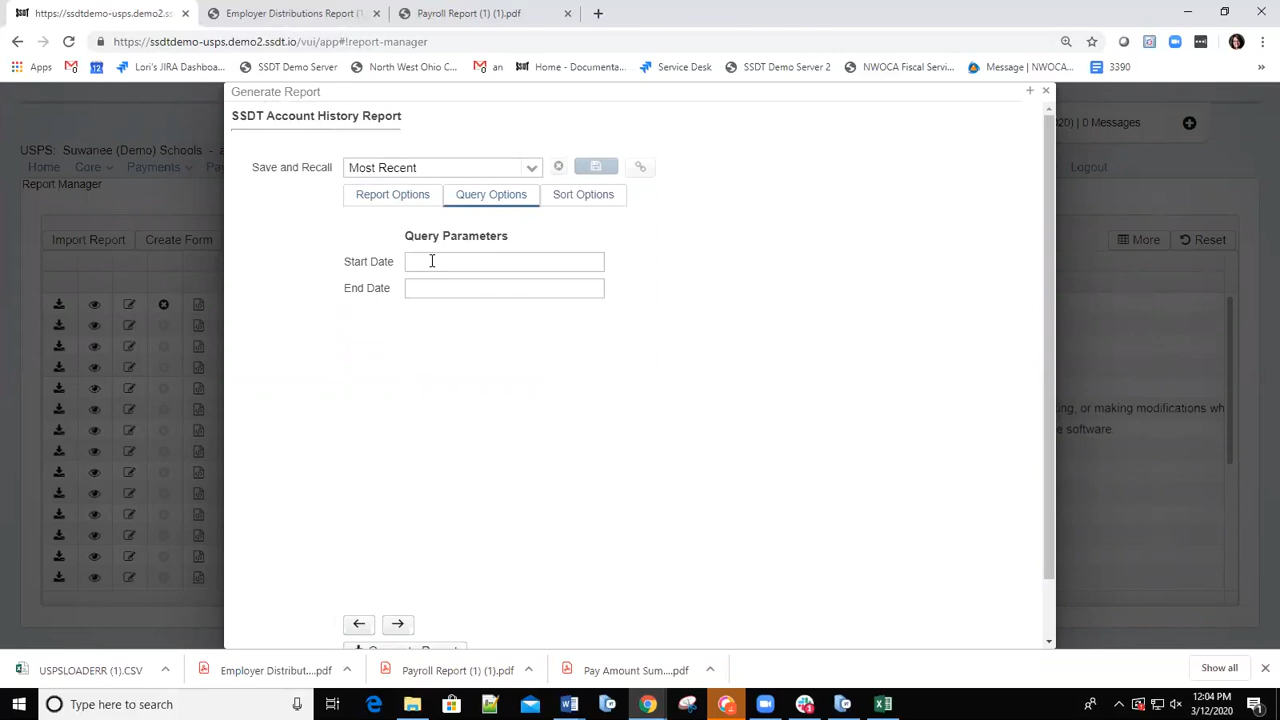 https://ssdtdemo-usps.demo2.ss
Employer Distributions Report (
Payroll Report (1) (1).pdf
https://ssdtdemo-usps.demo2.ssdt.io/vui/app#!report-manager
Apps
Lori's JIRA Dashboa...
SSDT Demo Server
North West Ohio C...
an
Home - Documenta...
Service Desk
SSDT Demo Server 2
NWOCA Fiscal Servi...
Message | NWOCA...
3390
Generate Report
SSDT Account History Report
020) | 0 Messages
USPS: Suwanee (Demo) Schools - a
Home Core Payments Pay
Logout
Report Manager
Save and Recall
Most Recent
Report Options
Query Options
Sort Options
Import Report
Create Form
More
Reset
Query Parameters
Start Date
End Date
ing, or making modifications wh
e software.
USPSLOADERR (1).CSV
Employer Distribut....pdf
Payroll Report (1) (1).pdf
Pay Amount Sum....pdf
Show all
Type here to search
12:04 PM
3/12/2020